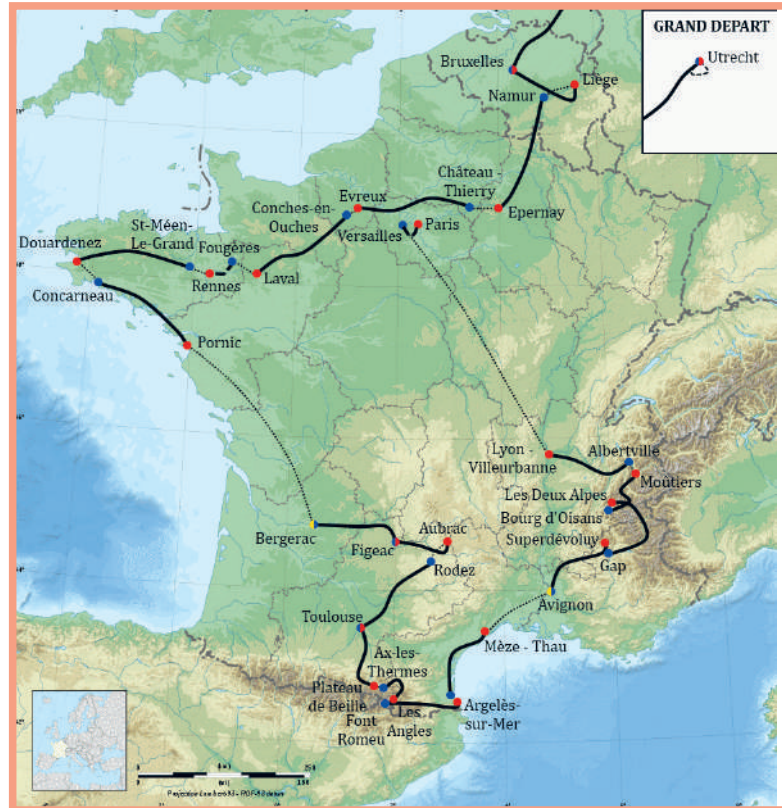 GRAND DEPART
Utrecht
Bruxelles
Liège
Namur
Château -
Thierry
Evreux
Conches-en-
Ouches
Epernay
Versailles
Paris
St-Méen-
Le-Grand
Fougères
Douardenez
Rennes
Laval
Concarneau
Pornic
Lyon -
Villeurbanne
Albertville
Moûtiers
Les Deux Alpes
Bourg d'Oisans
Superdévoluy
Gap
Bergerac
Figeac
Aubrac
Rodez
Avignon
Toulouse
Mèze - Thau
Ax-les-
Thermes
Plateau
de Beille
Font
Romeu
Les
Angles
Argelès-
sur-Mer
(km)
(mi)